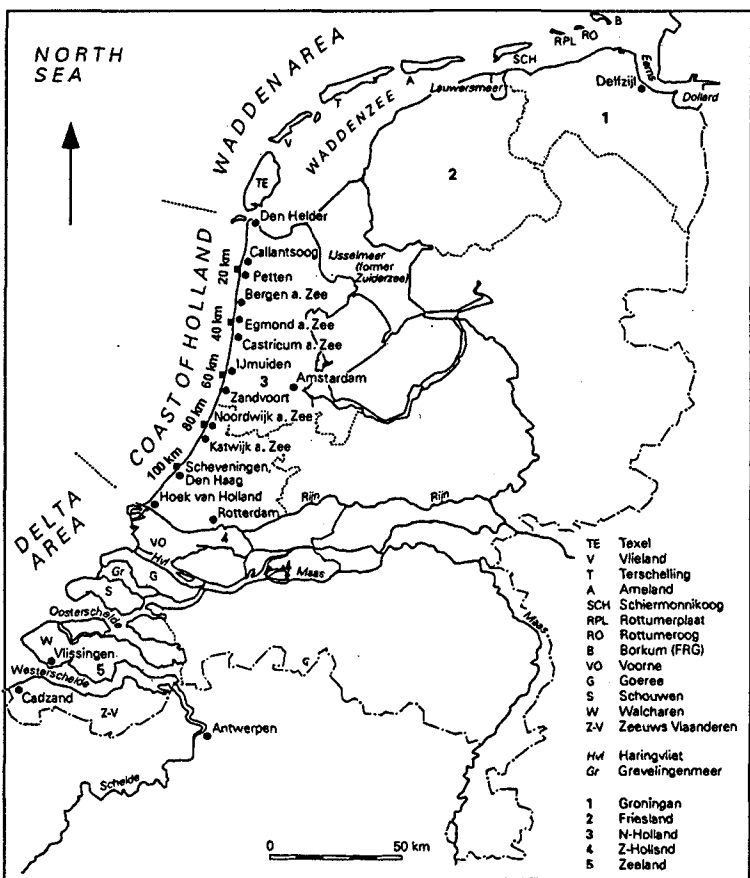 NORTH
SEA
WADDEN AREA
WADDENZEE
COAST OF HOLLAND
DELTA
AREA
B
RPL
RO
SCH
A
T
V
TE
Eems
Delfzijl
Dollard
Lauwersmeer
1
2
Den Helder
Callantsoog
20 km
Petten
IJsselmeer
(former
Zuiderzee)
Bergen a. Zee
40 km
Egmond a. Zee
Castricum a. Zee
60 km
IJmuiden
3
Amsterdam
Zandvoort
80 km
Noordwijk a. Zee
Katwijk a. Zee
100 km
Scheveningen,
Den Haag
Hoek van Holland
Rijn
Rijn
Rotterdam
4
VO
Hvl
Maas
Gr
G
S
Oosterschelde
Maas
W
Vlissingen
5
G
Westerschelde
Cadzand
Z-V
Antwerpen
Schelde
0 50 km
TE Texel
V Vlieland
T Terschelling
A Ameland
SCH Schiermonnikoog
RPL Rottumerplaat
RO Rottumeroog
B Borkum (FRG)
VO Voorne
G Goeree
S Schouwen
W Walcharen
Z-V Zeeuws Vlaanderen
Hvl Haringvliet
Gr Grevelingenmeer
1 Groningan
2 Friesland
3 N-Holland
4 Z-Hollsnd
5 Zeeland